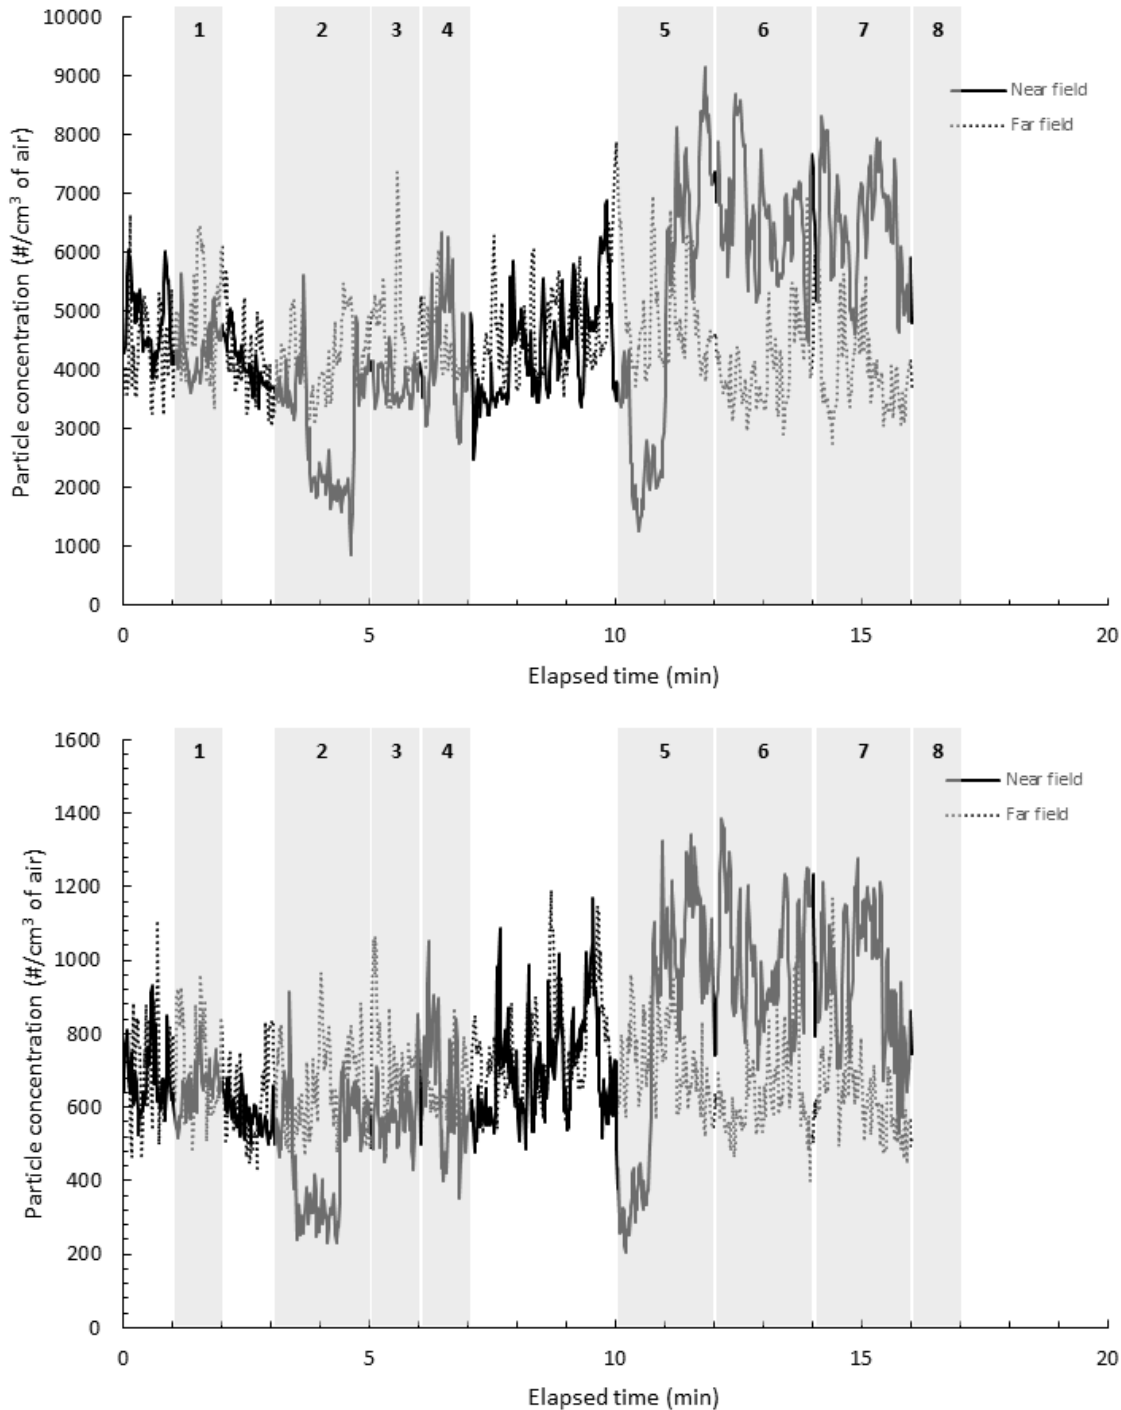 10000
9000
8000
7000
6000
5000
4000
3000
2000
1000
0
Particle concentration (#/cm³ of air)
1 2 3 4 5 6 7 8
Near field
Far field
0 5 10 15 20
Elapsed time (min)
1600
1400
1200
1000
800
600
400
200
0
Particle concentration (#/cm³ of air)
1 2 3 4 5 6 7 8
Near field
Far field
0 5 10 15 20
Elapsed time (min)